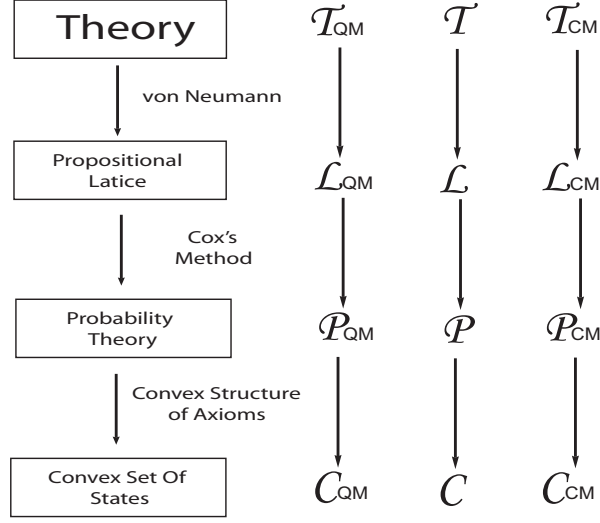 Theory 𝒯QM 𝒯 𝒯CM
von Neumann
Propositional
Latice
ℒQM ℒ ℒCM
Cox's
Method
Probability
Theory
𝒫QM 𝒫 𝒫CM
Convex Structure
of Axioms
Convex Set Of
States
𝒞QM 𝒞 𝒞CM